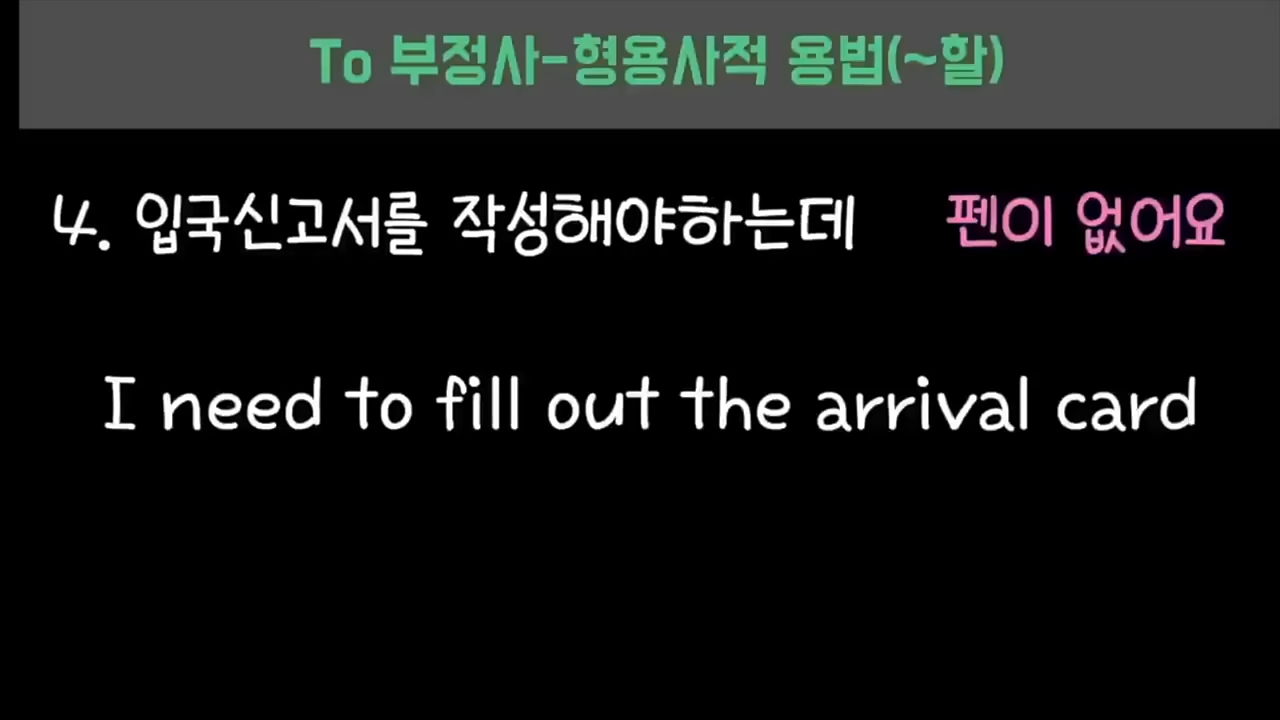 To 부정사-형용사적 용법(~할)
4. 입국신고서를 작성해야하는데 펜이 없어요
I need to fill out the arrival card